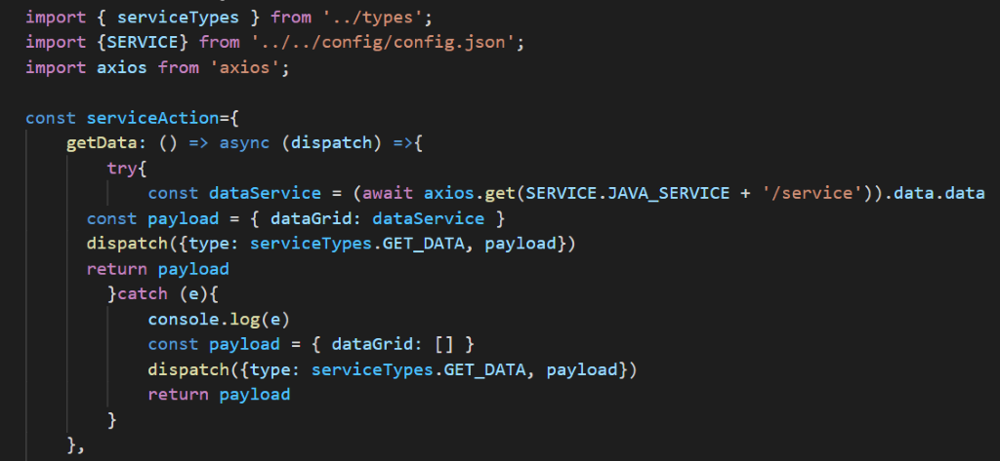 import { serviceTypes } from '../types';
import {SERVICE} from '../../config/config.json';
import axios from 'axios';
const serviceAction={
getData: () => async (dispatch) =>{
try{
const dataService = (await axios.get(SERVICE.JAVA_SERVICE + '/service')).data.data
const payload = { dataGrid: dataService }
dispatch({type: serviceTypes.GET_DATA, payload})
return payload
}catch (e){
console.log(e)
const payload = { dataGrid: [] }
dispatch({type: serviceTypes.GET_DATA, payload})
return payload
}
},